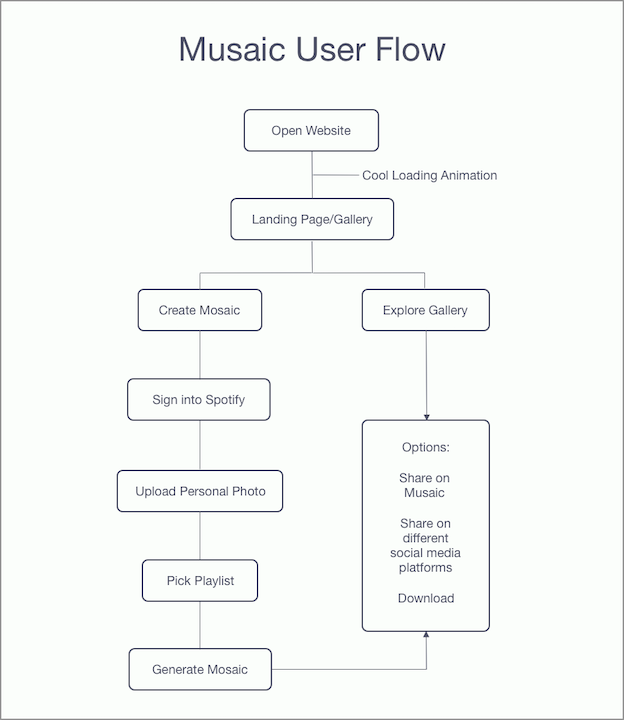 Musaic User Flow
Open Website
Cool Loading Animation
Landing Page/Gallery
Create Mosaic
Explore Gallery
Sign into Spotify
Upload Personal Photo
Pick Playlist
Generate Mosaic
Options:
Share on
Musaic
Share on
different
social media
platforms
Download